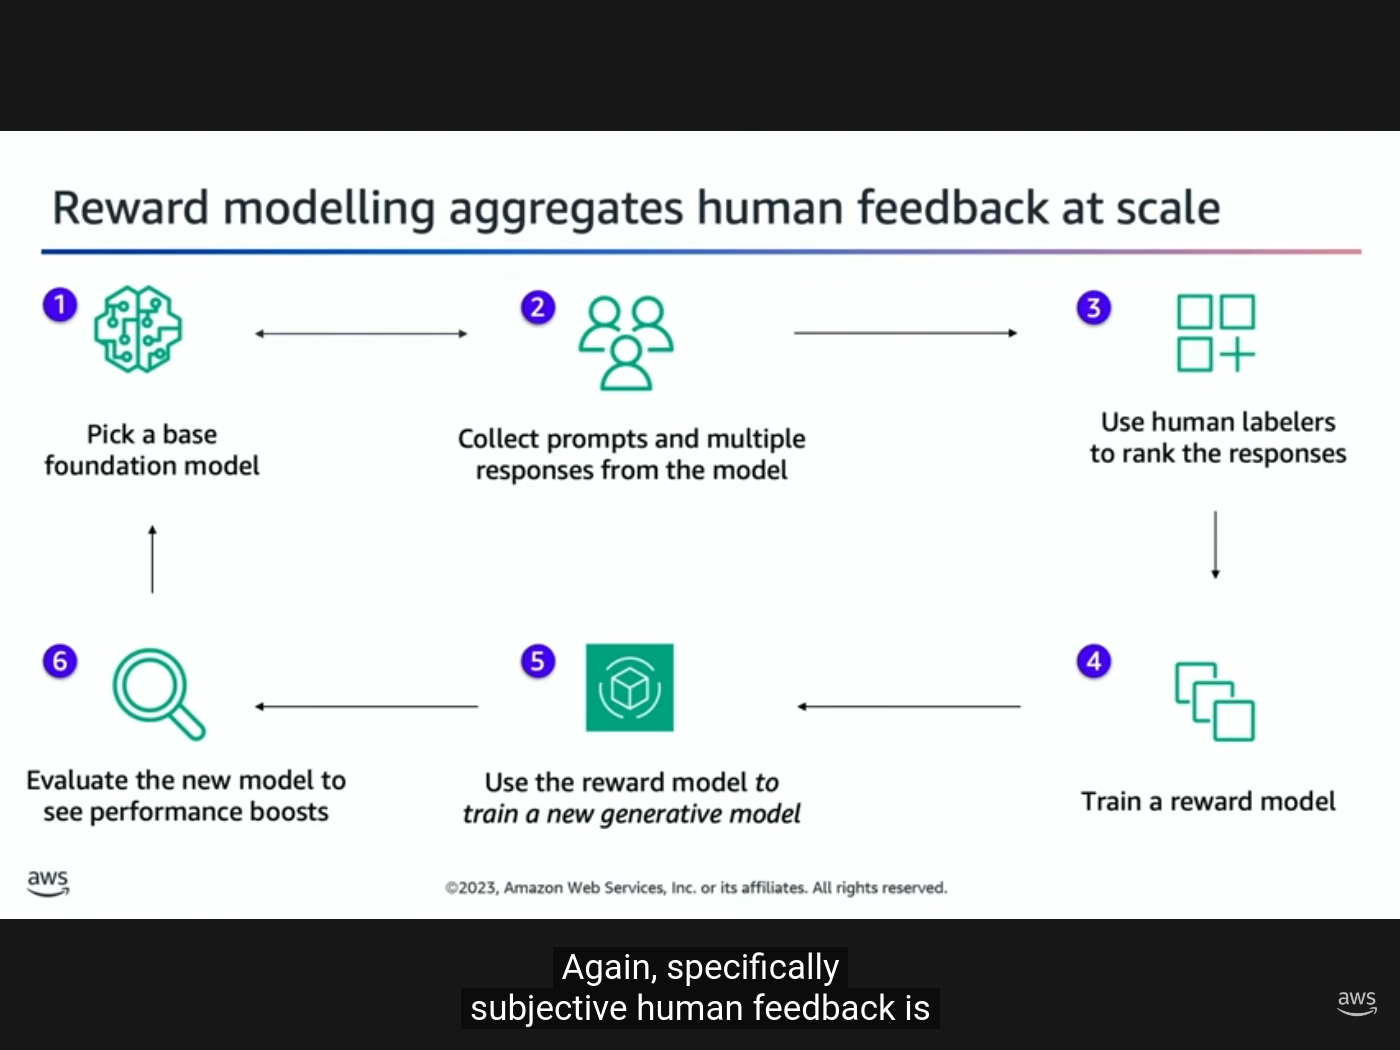 Reward modelling aggregates human feedback at scale
1
2
3
Pick a base
foundation model
Collect prompts and multiple
responses from the model
Use human labelers
to rank the responses
6
5
4
Evaluate the new model to
see performance boosts
Use the reward model to
train a new generative model
Train a reward model
aws
©2023, Amazon Web Services, Inc. or its affiliates. All rights reserved.
Again, specifically
subjective human feedback is
aws